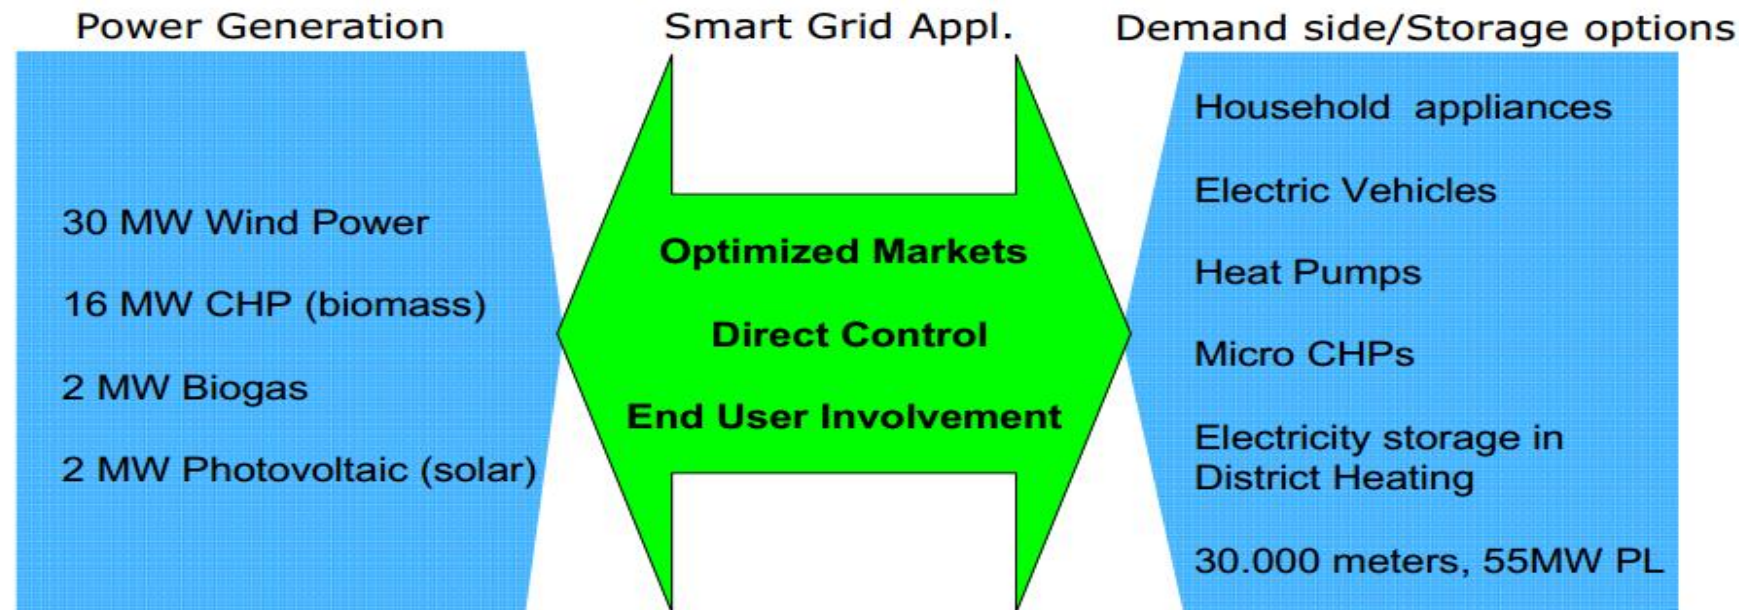 Power Generation
30 MW Wind Power
16 MW CHP (biomass)
2 MW Biogas
2 MW Photovoltaic (solar)
Smart Grid Appl.
Optimized Markets
Direct Control
End User Involvement
Demand side/Storage options
Household appliances
Electric Vehicles
Heat Pumps
Micro CHPs
Electricity storage in
District Heating
30.000 meters, 55MW PL